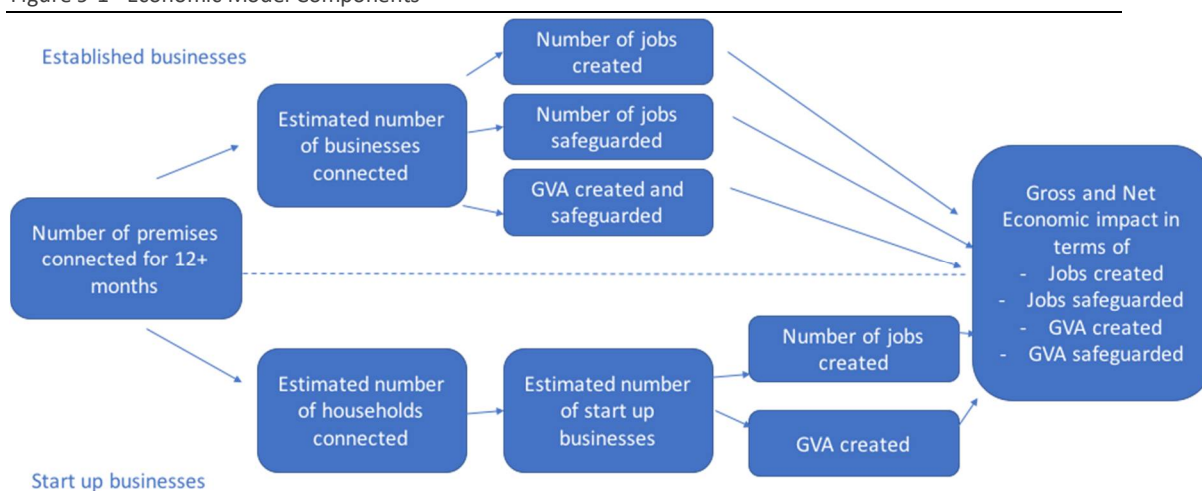 Figure 5-1 - Economic Model Components
Established businesses
Number of jobs
created
Estimated number
of businesses
connected
Number of jobs
safeguarded
GVA created and
safeguarded
Number of premises
connected for 12+
months
Gross and Net
Economic impact in
terms of
- Jobs created
- Jobs safeguarded
- GVA created
- GVA safeguarded
Number of jobs
created
Estimated number
of households
connected
Estimated number
of start up
businesses
GVA created
Start up businesses